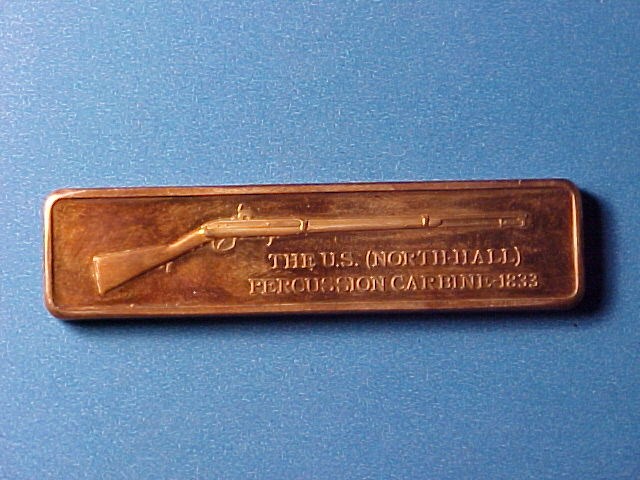 THE U.S. (NORTH-HALL)
PERCUSSION CARBINE-1833